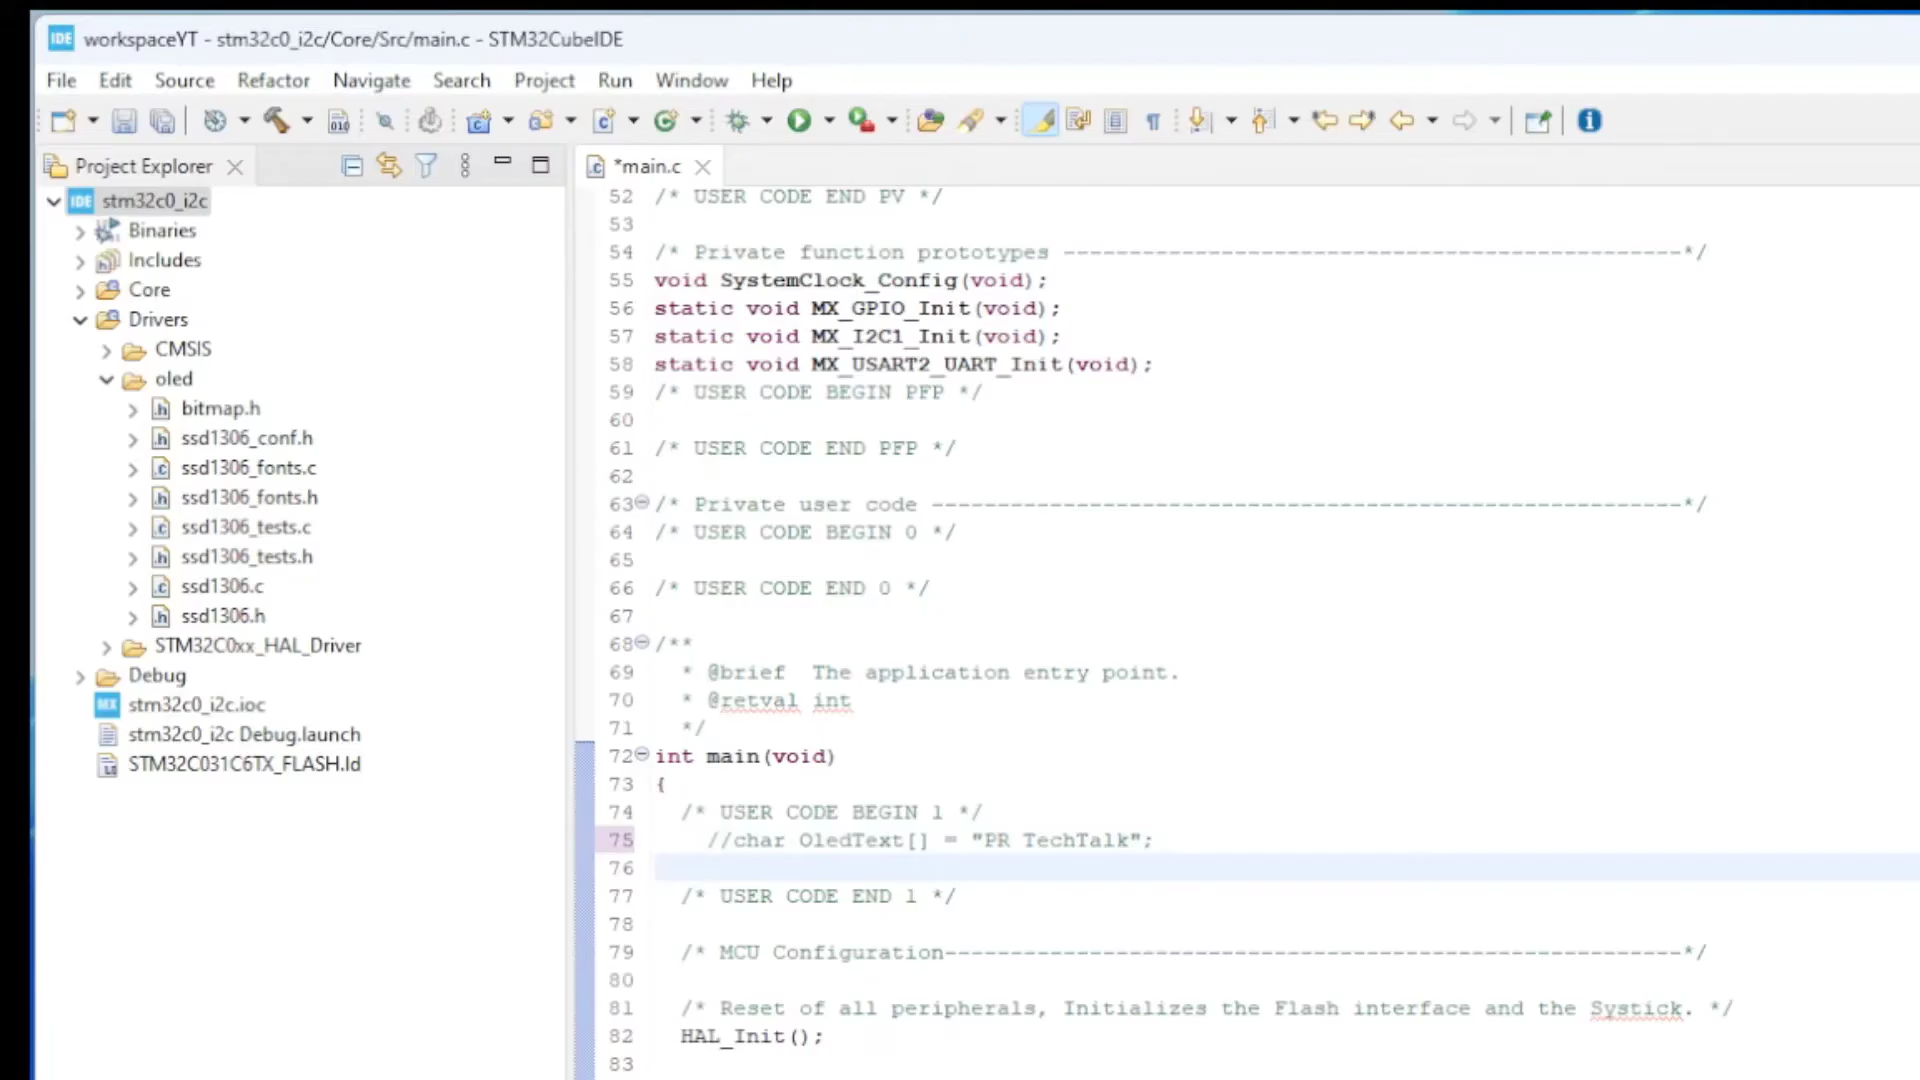 workspaceYT - stm32c0_i2c/Core/Src/main.c - STM32CubeIDE
File Edit Source Refactor Navigate Search Project Run Window Help
Project Explorer
stm32c0_i2c
Binaries
Includes
Core
Drivers
CMSIS
oled
bitmap.h
ssd1306_conf.h
ssd1306_fonts.c
ssd1306_fonts.h
ssd1306_tests.c
ssd1306_tests.h
ssd1306.c
ssd1306.h
STM32C0xx_HAL_Driver
Debug
stm32c0_i2c.ioc
stm32c0_i2c Debug.launch
STM32C031C6TX_FLASH.ld
*main.c
52 /* USER CODE END PV */
53
54 /* Private function prototypes -----------------------------------------------*/
55 void SystemClock_Config(void);
56 static void MX_GPIO_Init(void);
57 static void MX_I2C1_Init(void);
58 static void MX_USART2_UART_Init(void);
59 /* USER CODE BEGIN PFP */
60
61 /* USER CODE END PFP */
62
63 /* Private user code ---------------------------------------------------------*/
64 /* USER CODE BEGIN 0 */
65
66 /* USER CODE END 0 */
67
68 /**
69 * @brief  The application entry point.
70 * @retval int
71 */
72 int main(void)
73 {
74 /* USER CODE BEGIN 1 */
75 //char OledText[] = "PR TechTalk";
76
77 /* USER CODE END 1 */
78
79 /* MCU Configuration--------------------------------------------------------*/
80
81 /* Reset of all peripherals, Initializes the Flash interface and the Systick. */
82 HAL_Init();
83